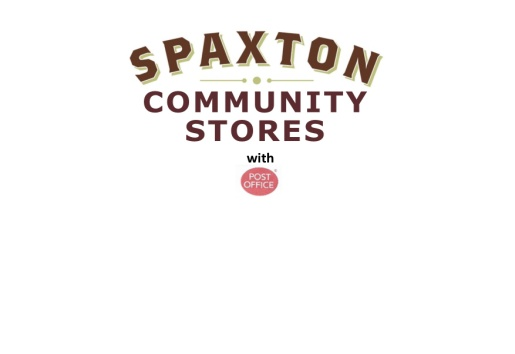 SPAXTON
COMMUNITY
STORES
with
POST
OFFICE